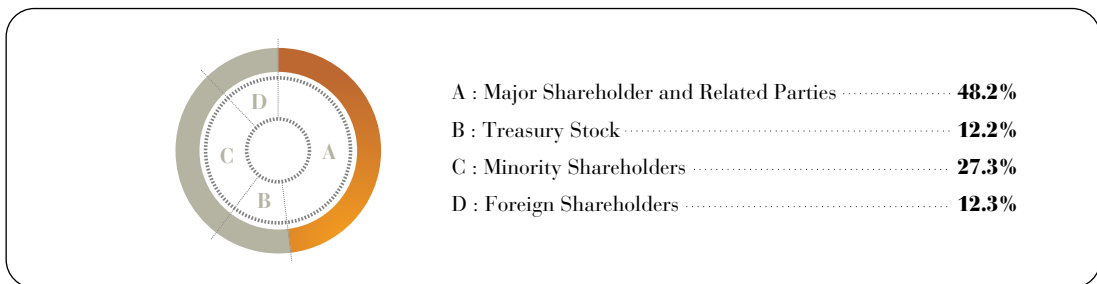 D
C
A
B
A : Major Shareholder and Related Parties 48.2%
B : Treasury Stock 12.2%
C : Minority Shareholders 27.3%
D : Foreign Shareholders 12.3%